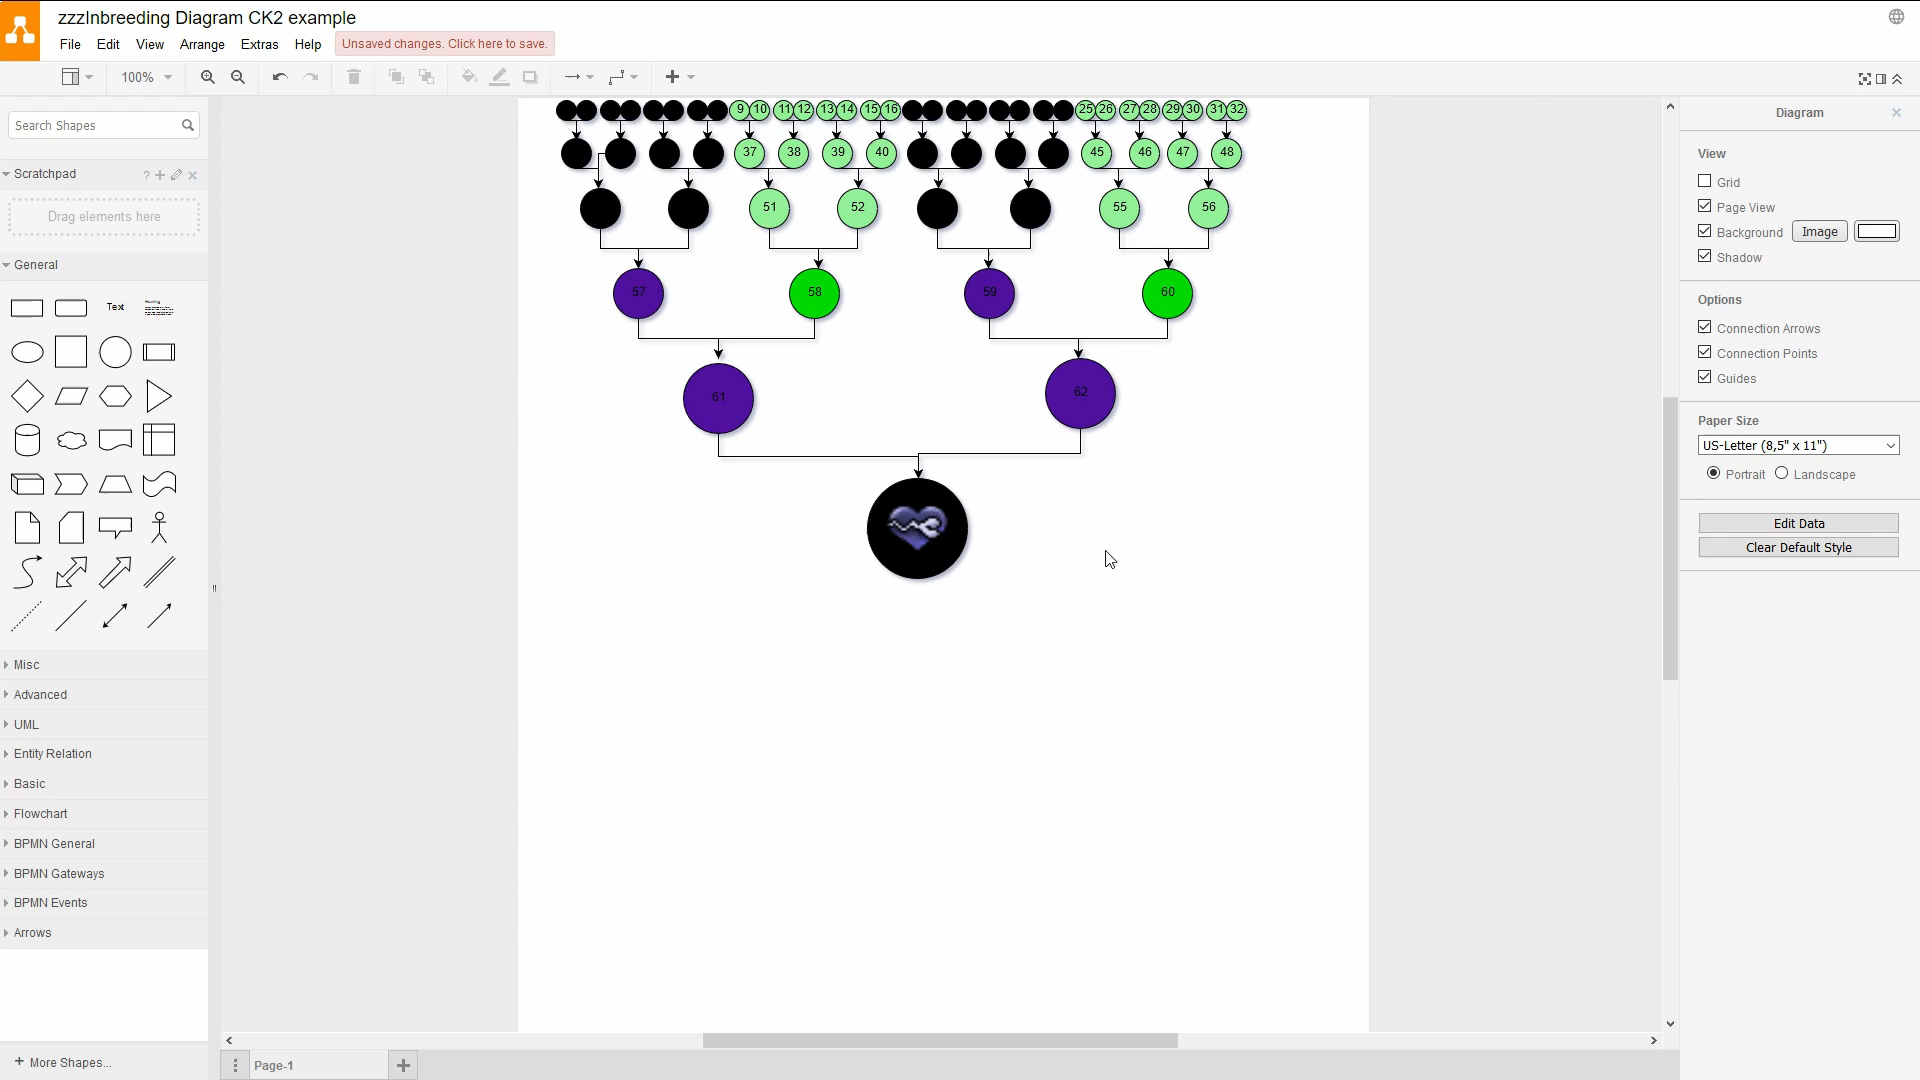 zzzInbreeding Diagram CK2 example
File Edit View Arrange Extras Help Unsaved changes. Click here to save.
100%
Search Shapes
Scratchpad ?
Drag elements here
General
Text
Heading
Misc
Advanced
UML
Entity Relation
Basic
Flowchart
BPMN General
BPMN Gateways
BPMN Events
Arrows
More Shapes...
9 10 11 12 13 14 15 16 25 26 27 28 29 30 31 32
37 38 39 40 45 46 47 48
51 52 55 56
57 58 59 60
61 62
Page-1
Diagram
View
Grid
Page View
Background Image
Shadow
Options
Connection Arrows
Connection Points
Guides
Paper Size
US-Letter (8,5" x 11")
Portrait Landscape
Edit Data
Clear Default Style